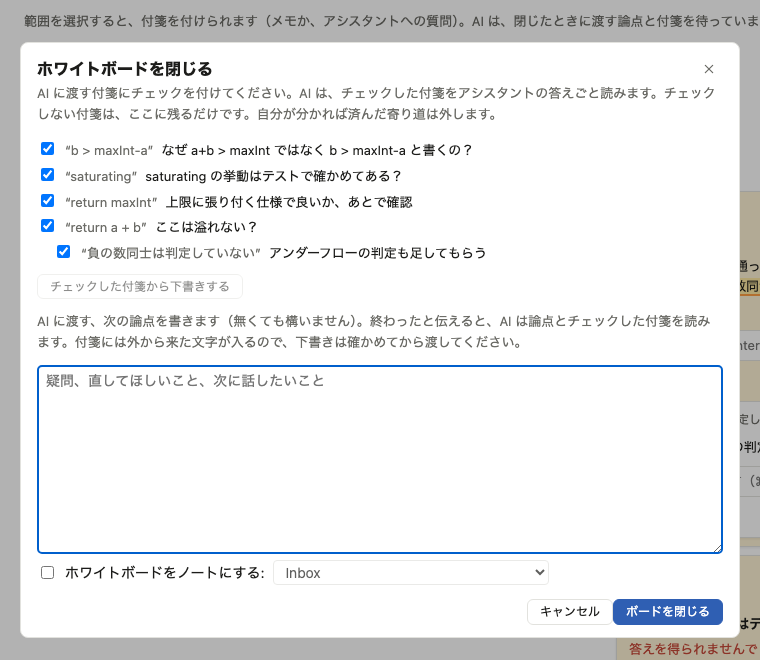 範囲を選択すると、付箋を付けられます（メモか、アシスタントへの質問）。AI は、閉じたときに渡す論点と付箋を待っていま
ホワイトボードを閉じる
AI に渡す付箋にチェックを付けてください。AI は、チェックした付箋をアシスタントの答えごと読みます。チェック
しない付箋は、ここに残るだけです。自分が分かれば済んだ寄り道は外します。
“b > maxInt-a” なぜ a+b > maxInt ではなく b > maxInt-a と書くの？
“saturating” saturating の挙動はテストで確かめてある？
“return maxInt” 上限に張り付く仕様で良いか、あとで確認
“return a + b” ここは溢れない？
“負の数同士は判定していない” アンダーフローの判定も足してもらう
チェックした付箋から下書きする
AI に渡す、次の論点を書きます（無くても構いません）。終わったと伝えると、AI は論点とチェックした付箋を読み
ます。付箋には外から来た文字が入るので、下書きは確かめてから渡してください。
疑問、直してほしいこと、次に話したいこと
ホワイトボードをノートにする:
Inbox
キャンセル
ボードを閉じる
通っ
数同
nter
定し
の判定
はテ
答えを得られませんで